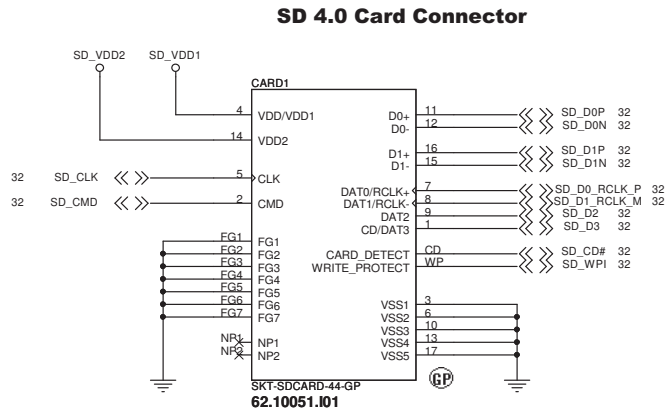 SD 4.0 Card Connector
SD_VDD2 SD_VDD1
CARD1
4 VDD/VDD1 D0+ 11 SD_D0P 32
D0- 12 SD_D0N 32
14 VDD2
D1+ 16 SD_D1P 32
D1- 15 SD_D1N 32
32 SD_CLK 5 CLK
DAT0/RCLK+ 7 SD_D0_RCLK_P 32
32 SD_CMD 2 CMD DAT1/RCLK- 8 SD_D1_RCLK_M 32
DAT2 9 SD_D2 32
CD/DAT3 1 SD_D3 32
FG1 FG1
FG2 FG2 CARD_DETECT CD SD_CD# 32
FG3 FG3 WRITE_PROTECT WP SD_WPI 32
FG4 FG4
FG5 FG5
FG6 FG6 VSS1 3
FG7 FG7 VSS2 6
VSS3 10
NP1 NP1 VSS4 13
NP2 NP2 VSS5 17
SKT-SDCARD-44-GP GP
62.10051.I01